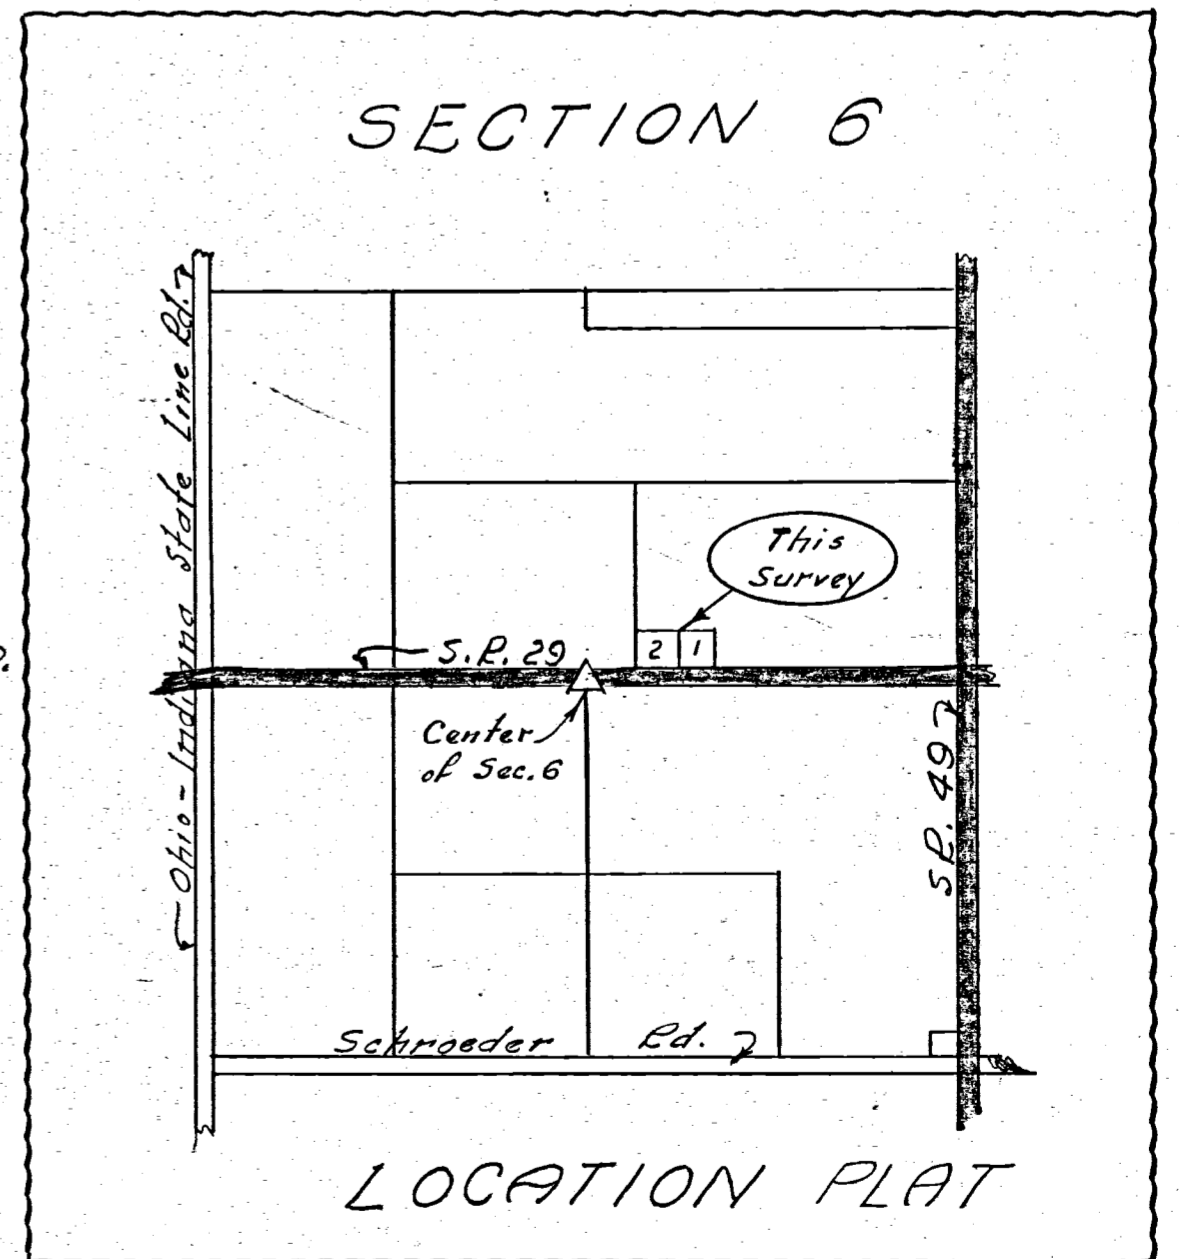 SECTION 6
Ohio-Indiana State Line Rd.
This
Survey
2
1
S.R. 29
Center
of Sec. 6
S.R. 49
Schroeder Rd.
LOCATION PLAT